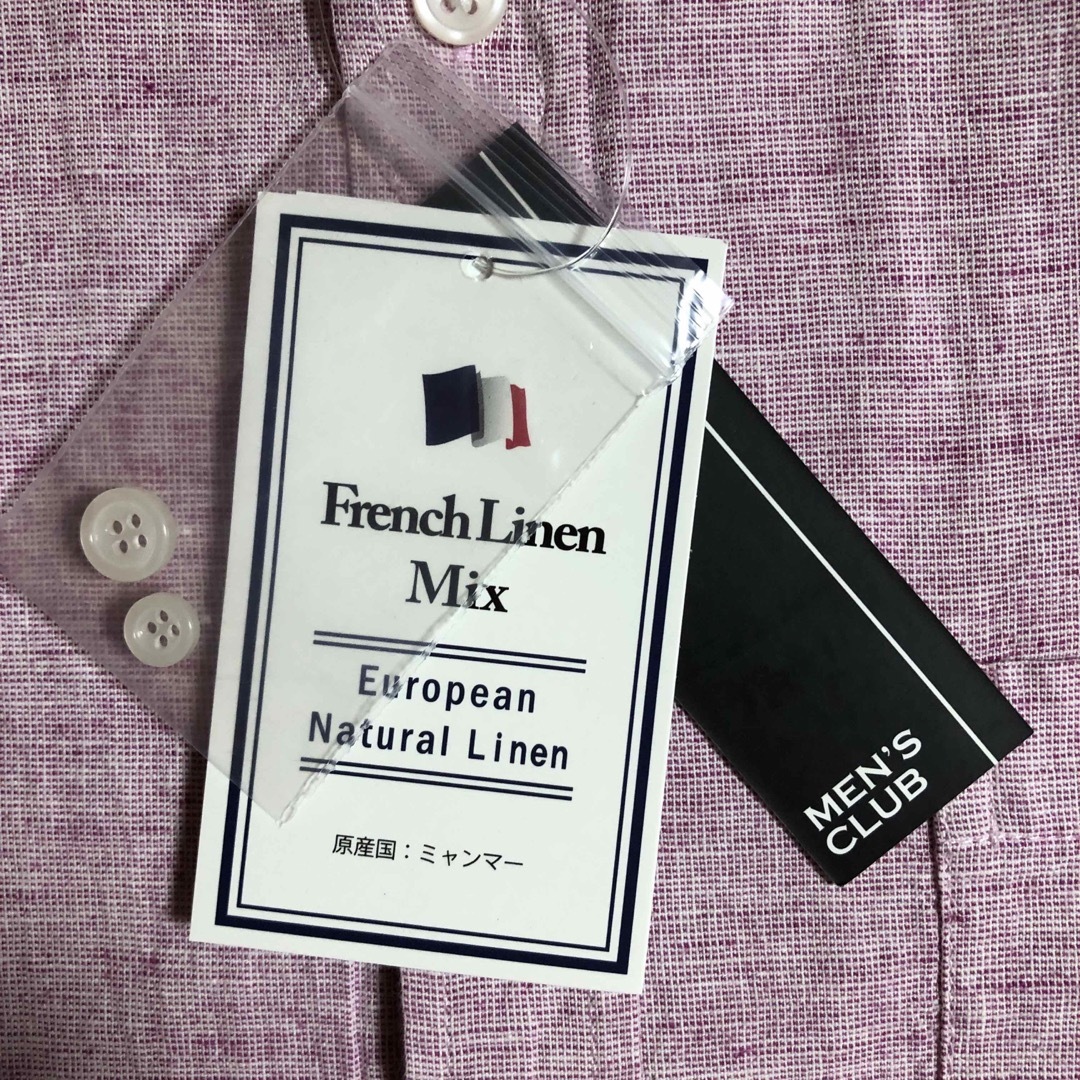 French Linen
Mix
European
Natural Linen
原産国：ミャンマー
MEN'S
CLUB